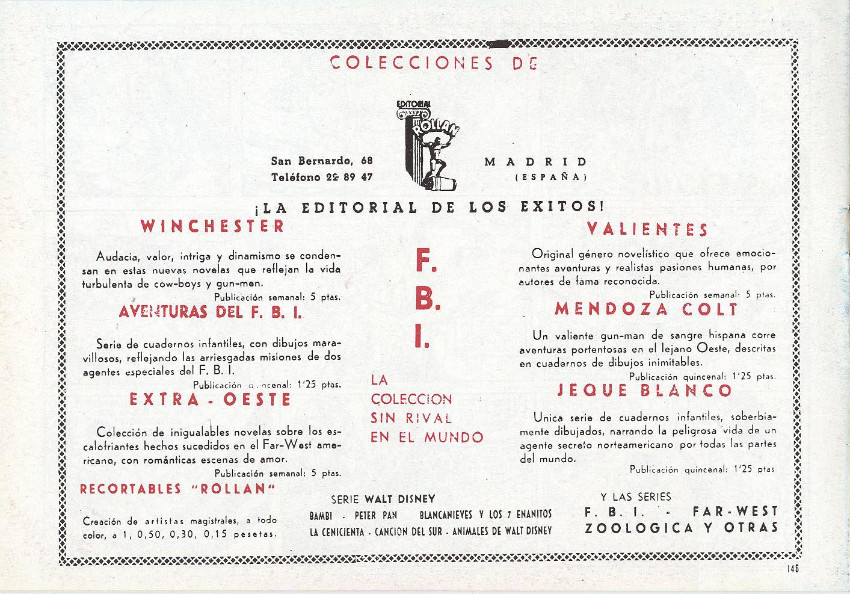 COLECCIONES DE
EDITORIAL
ROLLAN
San Bernardo, 68
Teléfono 22 89 47
MADRID
(ESPAÑA)
¡LA EDITORIAL DE LOS EXITOS!
WINCHESTER
Audacia, valor, intriga y dinamismo se conden-
san en estas nuevas novelas que reflejan la vida
turbulenta de cow-boys y gun-men.
Publicación semanal: 5 ptas.
AVENTURAS DEL F. B. I.
Serie de cuadernos infantiles, con dibujos mara-
villosos, reflejando las arriesgadas misiones de dos
agentes especiales del F. B. I.
Publicación quincenal: 1'25 ptas.
EXTRA - OESTE
Colección de inigualables novelas sobre los es-
calofriantes hechos sucedidos en el Far-West ame-
ricano, con románticas escenas de amor.
Publicación semanal: 5 ptas.
RECORTABLES "ROLLAN"
Creación de artistas magistrales, a todo
color, a 1, 0,50, 0,30, 0,15 pesetas.
F.
B.
I.
LA
COLECCION
SIN RIVAL
EN EL MUNDO
SERIE WALT DISNEY
BAMBI - PETER PAN BLANCANIEVES Y LOS 7 ENANITOS
LA CENICIENTA - CANCION DEL SUR - ANIMALES DE WALT DISNEY
VALIENTES
Original género novelístico que ofrece emocio-
nantes aventuras y realistas pasiones humanas, por
autores de fama reconocida.
Publicación semanal: 5 ptas.
MENDOZA COLT
Un valiente gun-man de sangre hispana corre
aventuras portentosas en el lejano Oeste, descritas
en cuadernos de dibujos inimitables.
Publicación quincenal: 1'25 ptas.
JEQUE BLANCO
Unica serie de cuadernos infantiles, soberbia-
mente dibujados, narrando la peligrosa vida de un
agente secreto norteamericano por todas las partes
del mundo.
Publicación quincenal: 1'25 ptas
Y LAS SERIES
F. B. I. - FAR-WEST
ZOOLOGICA Y OTRAS
146